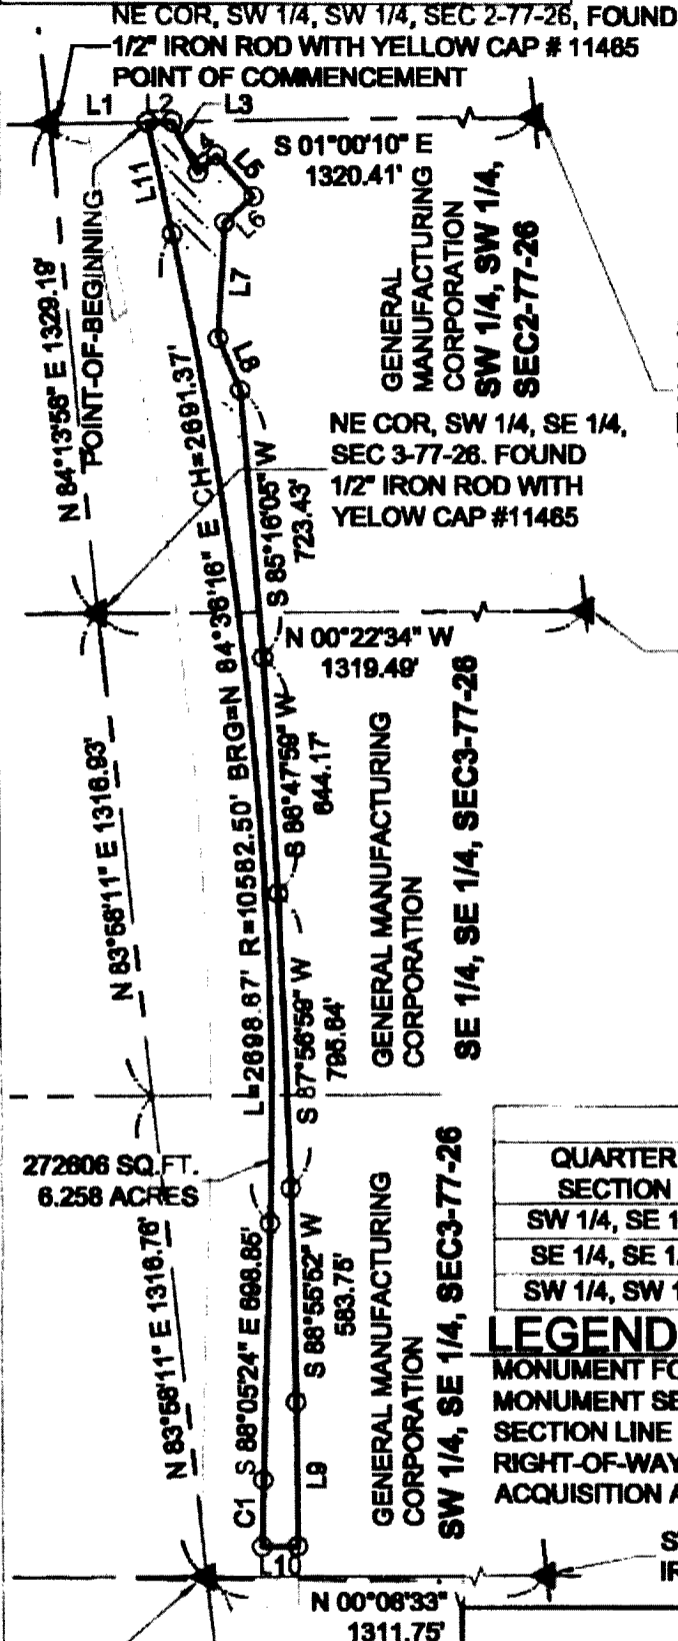 NE COR, SW 1/4, SW 1/4, SEC 2-77-26, FOUND
1/2" IRON ROD WITH YELLOW CAP # 11465
POINT OF COMMENCEMENT
L1
L2
L3
L5
L6
L7
L8
L11
S 01°00'10" E
1320.41'
POINT-OF-BEGINNING
N 84°13'58" E 1329.19'
GENERAL
MANUFACTURING
CORPORATION
SW 1/4, SW 1/4,
SEC2-77-26
NE COR, SW 1/4, SE 1/4,
SEC 3-77-26. FOUND
1/2" IRON ROD WITH
YELOW CAP #11465
S 85°16'05" W
723.43'
L=2698.67' R=10582.50' BRG=N 84°36'16" E CH=2691.37'
N 00°22'34" W
1319.49'
N 83°58'11" E 1316.93'
S 86°47'59" W
644.17'
GENERAL MANUFACTURING
CORPORATION
SE 1/4, SE 1/4, SEC3-77-26
S 87°56'59" W
795.64'
272606 SQ.FT.
6.258 ACRES
N 83°58'11" E 1316.76'
S 88°05'24" E 698.85'
S 88°55'52" W
583.75'
GENERAL MANUFACTURING
CORPORATION
SW 1/4, SE 1/4, SEC3-77-26
C1
L9
L10
N 00°08'33"
1311.75'
QUARTER
SECTION
SW 1/4, SE 1
SE 1/4, SE 1/
SW 1/4, SW 1
LEGEND
MONUMENT FO
MONUMENT SE
SECTION LINE
RIGHT-OF-WAY
ACQUISITION A
S
IR